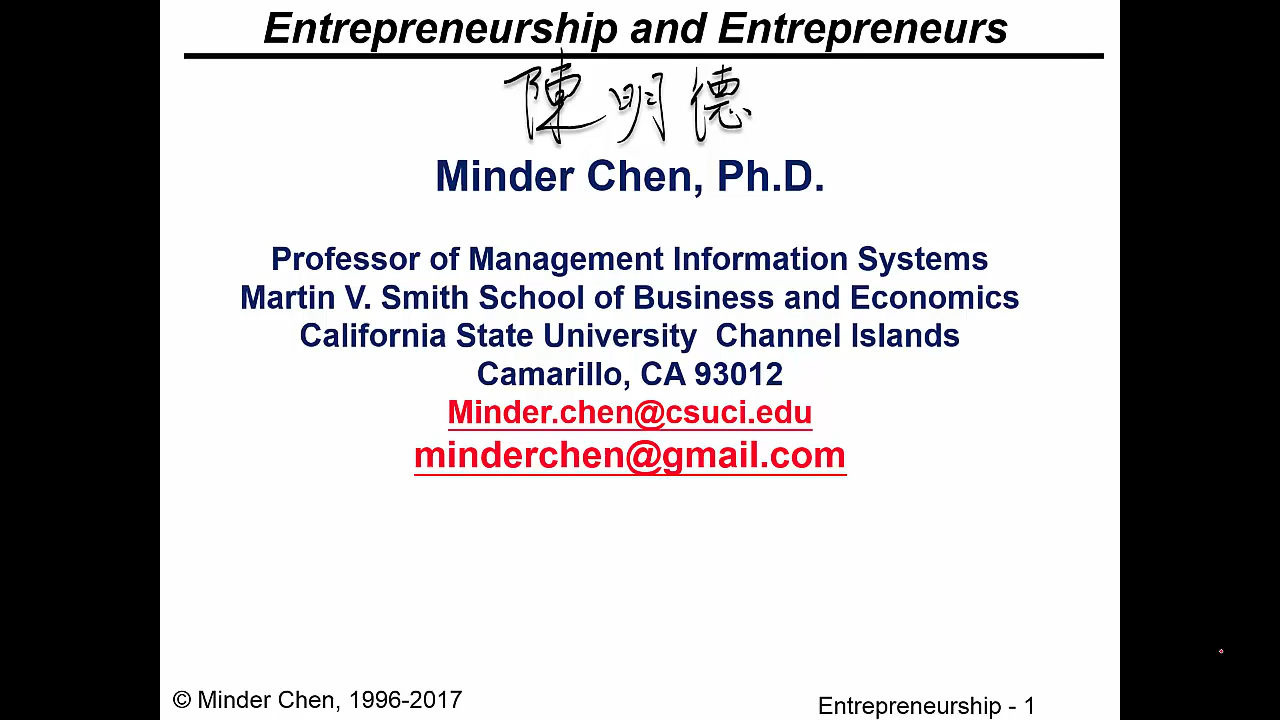 Entrepreneurship and Entrepreneurs
陳明德
Minder Chen, Ph.D.
Professor of Management Information Systems
Martin V. Smith School of Business and Economics
California State University  Channel Islands
Camarillo, CA 93012
Minder.chen@csuci.edu
minderchen@gmail.com
© Minder Chen, 1996-2017
Entrepreneurship - 1